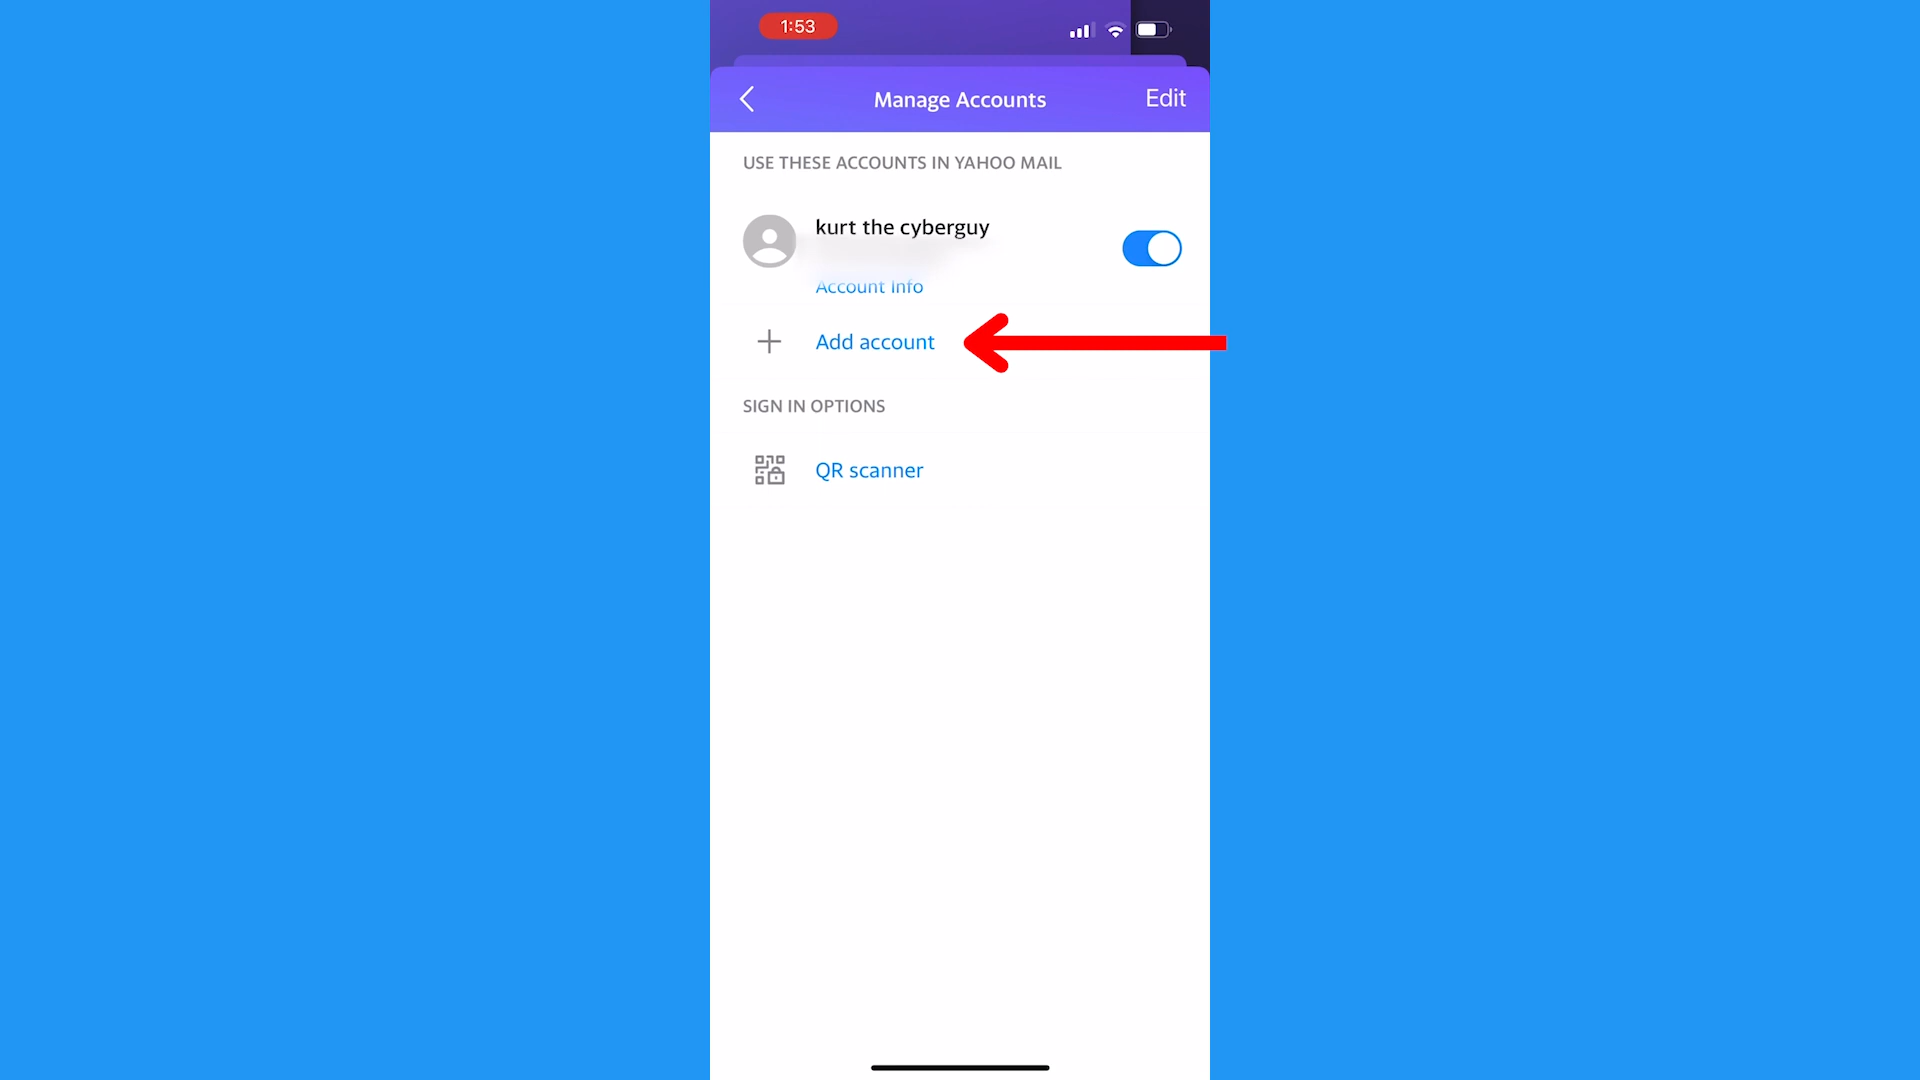 1:53
Manage Accounts
Edit
USE THESE ACCOUNTS IN YAHOO MAIL
kurt the cyberguy
Account Info
Add account
SIGN IN OPTIONS
QR scanner